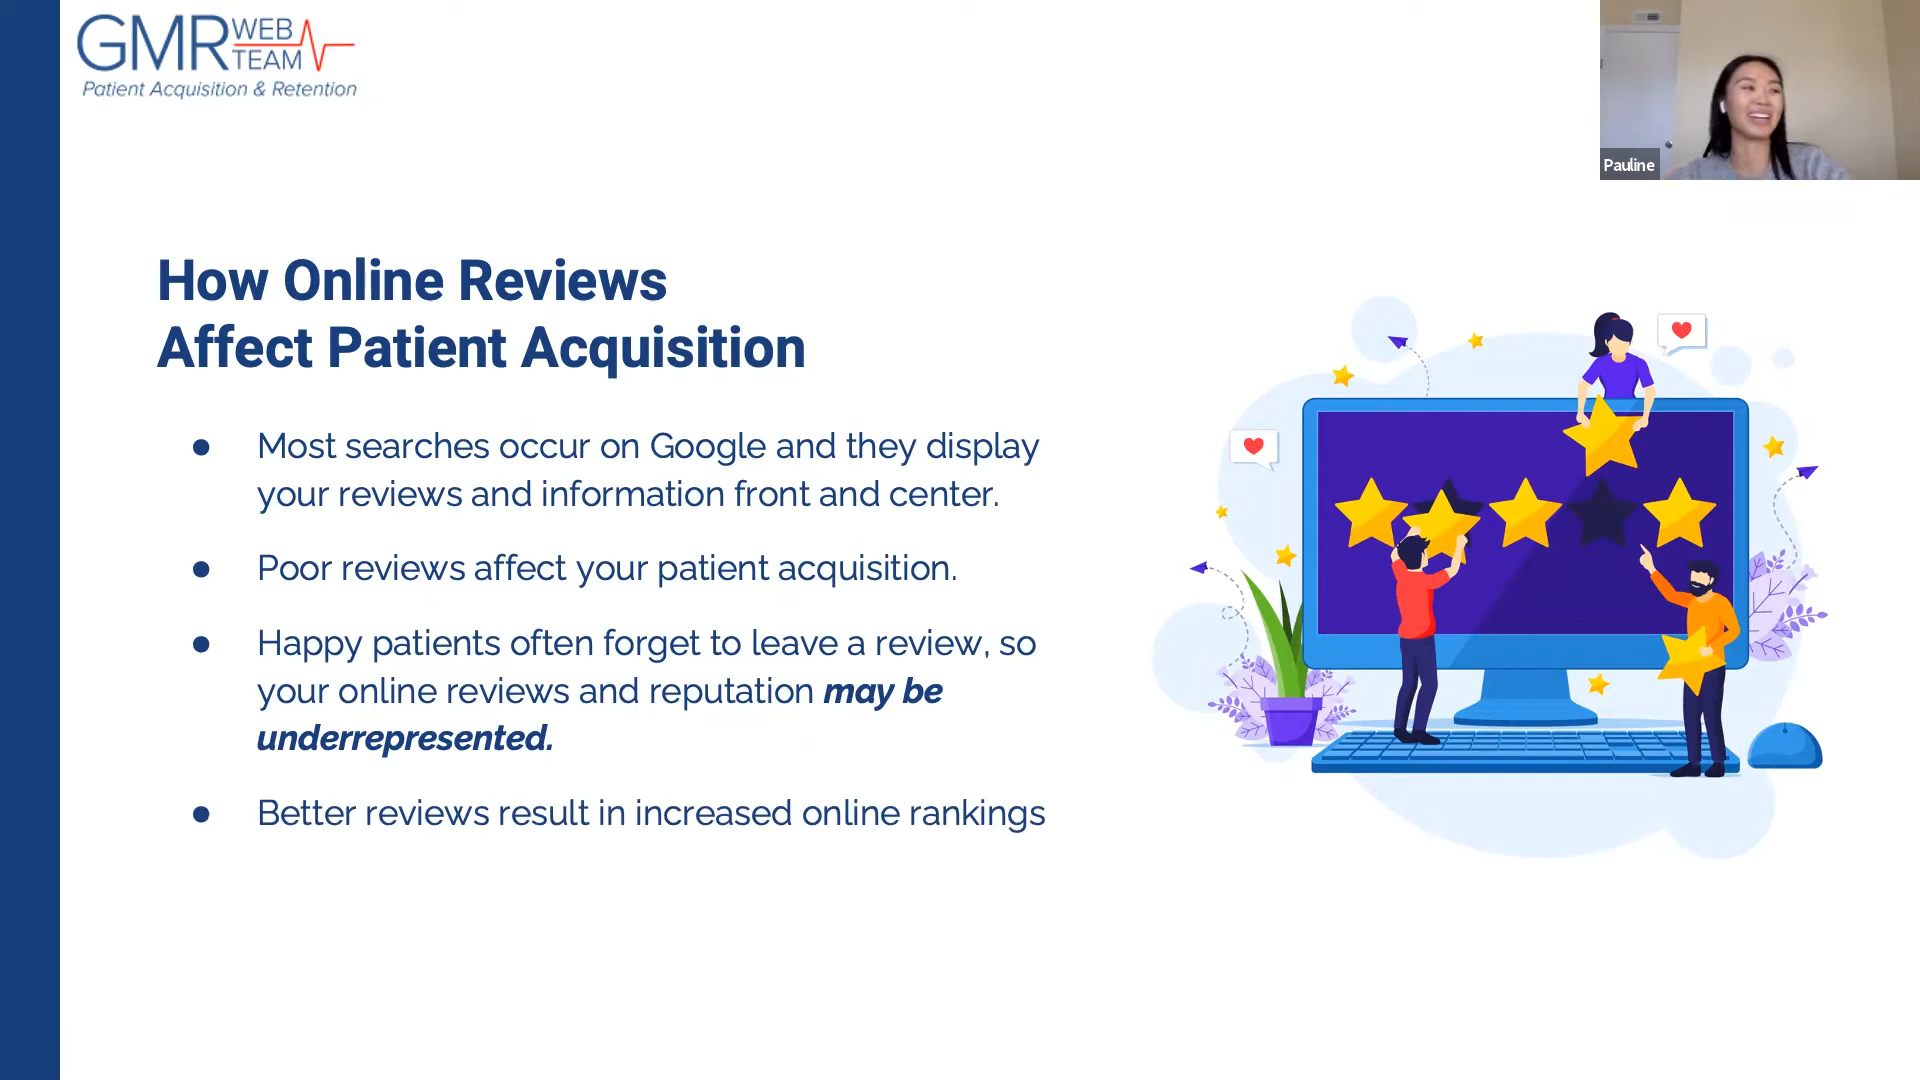 GMR WEB TEAM
Patient Acquisition & Retention
Pauline
How Online Reviews
Affect Patient Acquisition
● Most searches occur on Google and they display
your reviews and information front and center.
● Poor reviews affect your patient acquisition.
● Happy patients often forget to leave a review, so
your online reviews and reputation may be
underrepresented.
● Better reviews result in increased online rankings